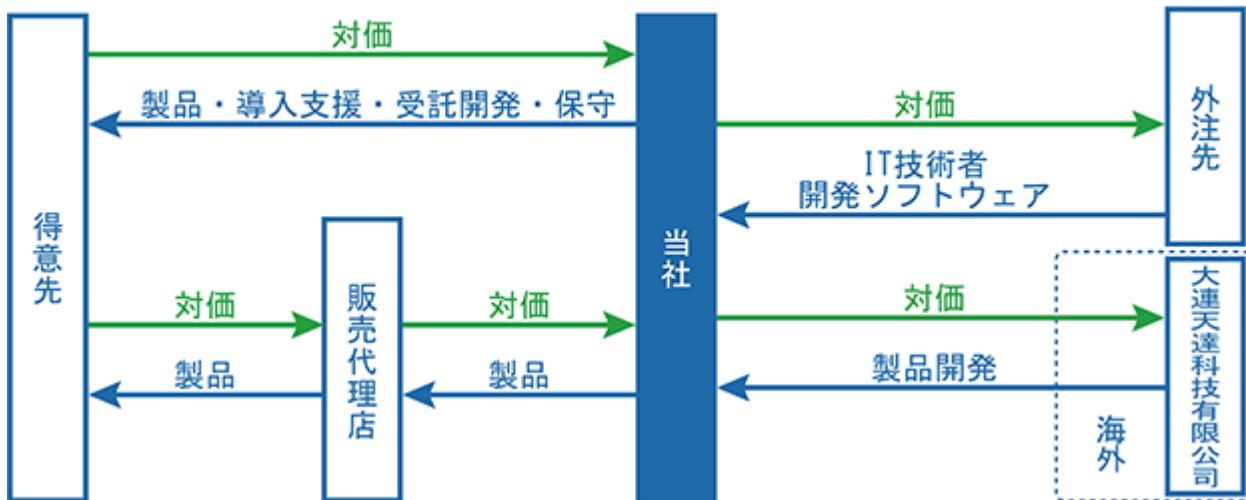 対価
製品・導入支援・受託開発・保守
対価
IT技術者
開発ソフトウェア
外注先
得意先
対価
製品
販売代理店
対価
製品
当社
対価
製品開発
海外
大連天達科技有限公司